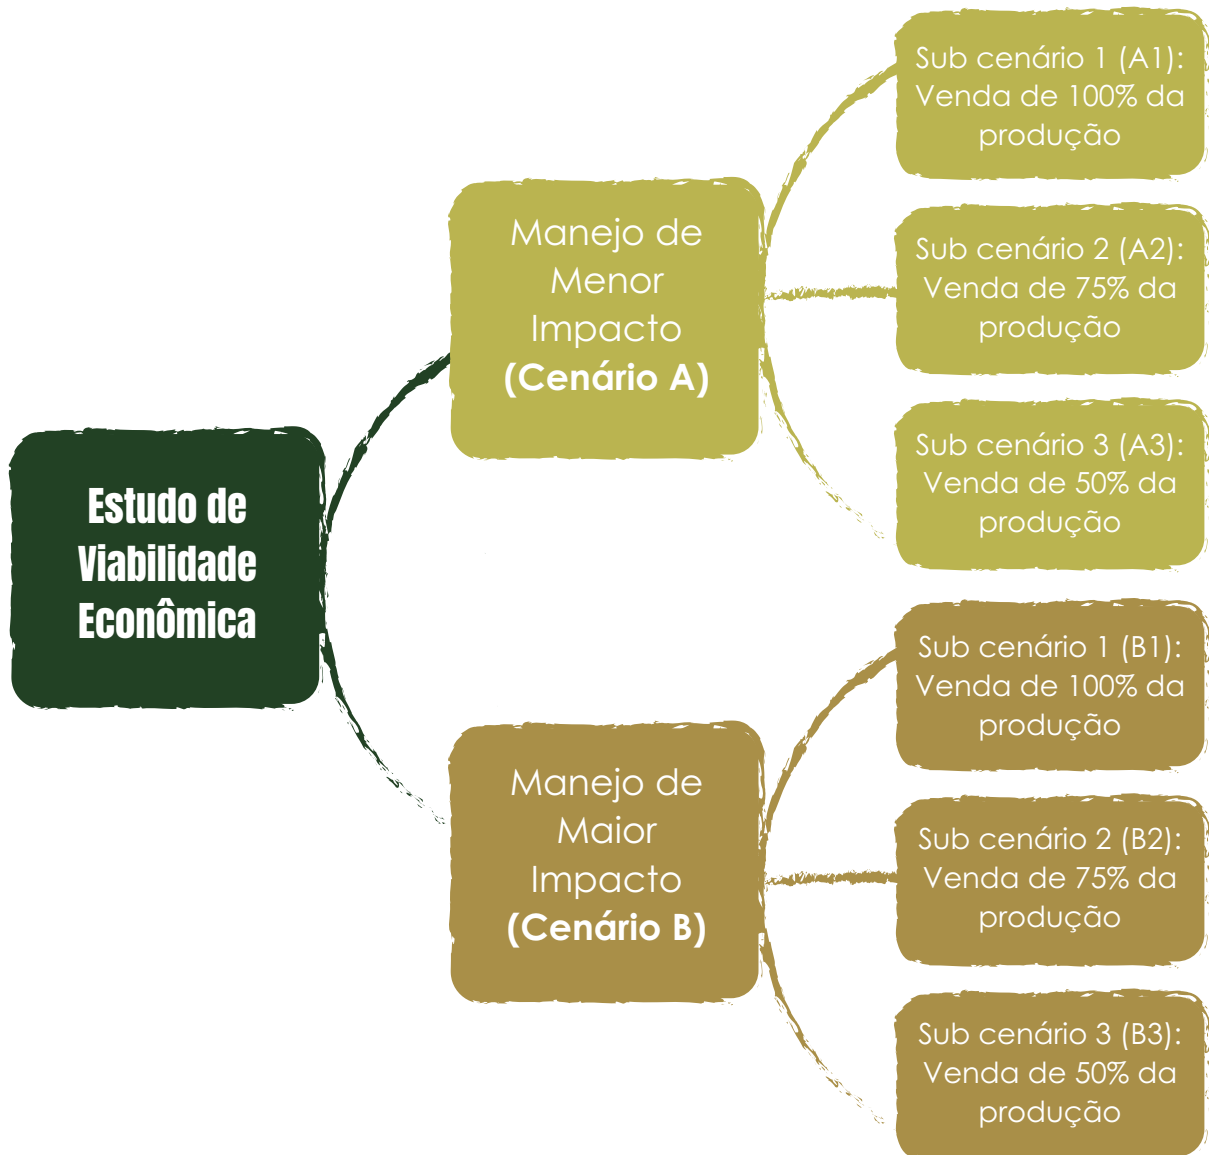 Estudo de
Viabilidade
Econômica
Manejo de
Menor
Impacto
(Cenário A)
Sub cenário 1 (A1):
Venda de 100% da
produção
Sub cenário 2 (A2):
Venda de 75% da
produção
Sub cenário 3 (A3):
Venda de 50% da
produção
Manejo de
Maior
Impacto
(Cenário B)
Sub cenário 1 (B1):
Venda de 100% da
produção
Sub cenário 2 (B2):
Venda de 75% da
produção
Sub cenário 3 (B3):
Venda de 50% da
produção